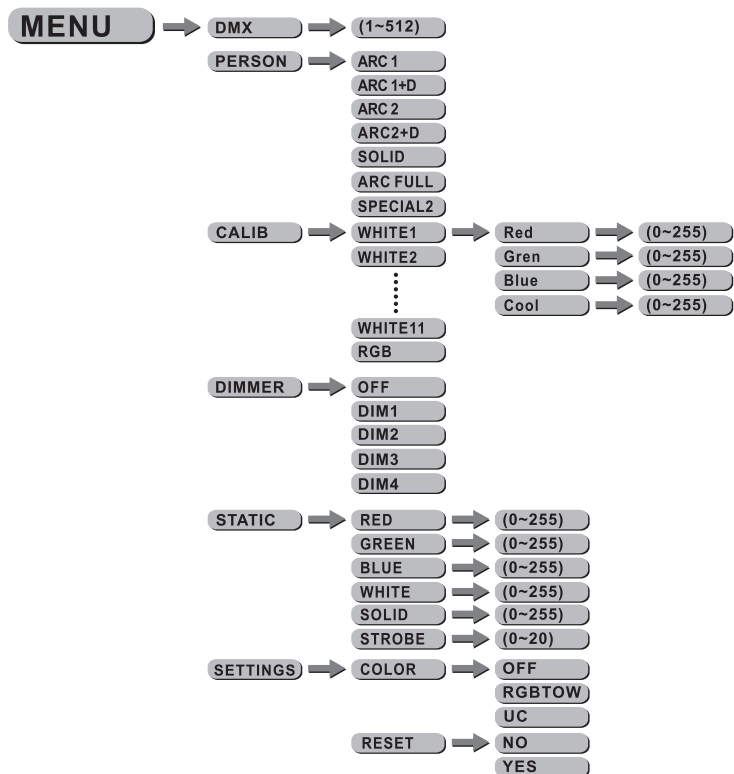 MENU DMX (1~512)
PERSON ARC 1
ARC 1+D
ARC 2
ARC2+D
SOLID
ARC FULL
SPECIAL2
CALIB WHITE1 Red (0~255)
WHITE2 Gren (0~255)
Blue (0~255)
Cool (0~255)
WHITE11
RGB
DIMMER OFF
DIM1
DIM2
DIM3
DIM4
STATIC RED (0~255)
GREEN (0~255)
BLUE (0~255)
WHITE (0~255)
SOLID (0~255)
STROBE (0~20)
SETTINGS COLOR OFF
RGBTOW
UC
RESET NO
YES